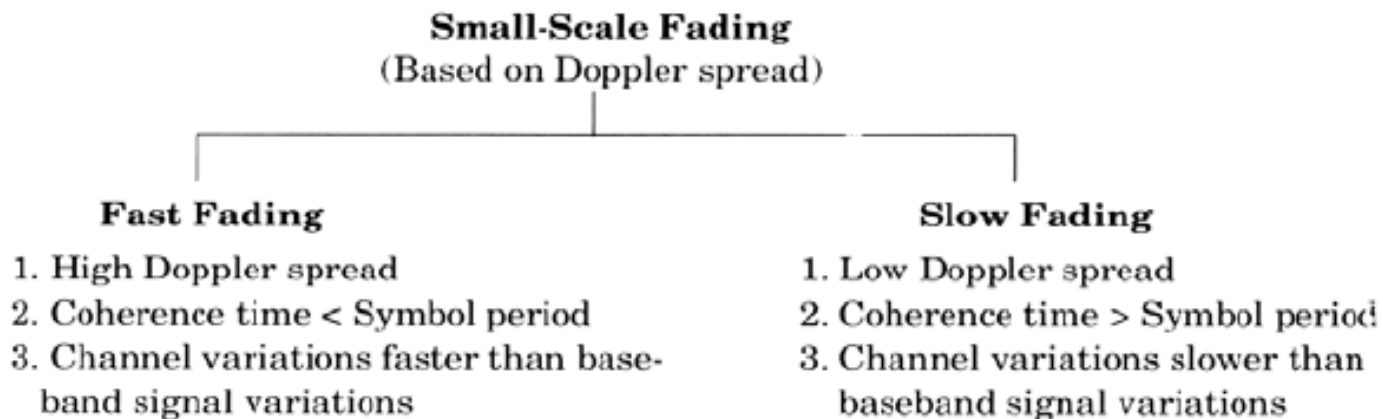 Small-Scale Fading
(Based on Doppler spread)
Fast Fading
1. High Doppler spread
2. Coherence time < Symbol period
3. Channel variations faster than base-
band signal variations
Slow Fading
1. Low Doppler spread
2. Coherence time > Symbol period
3. Channel variations slower than
baseband signal variations